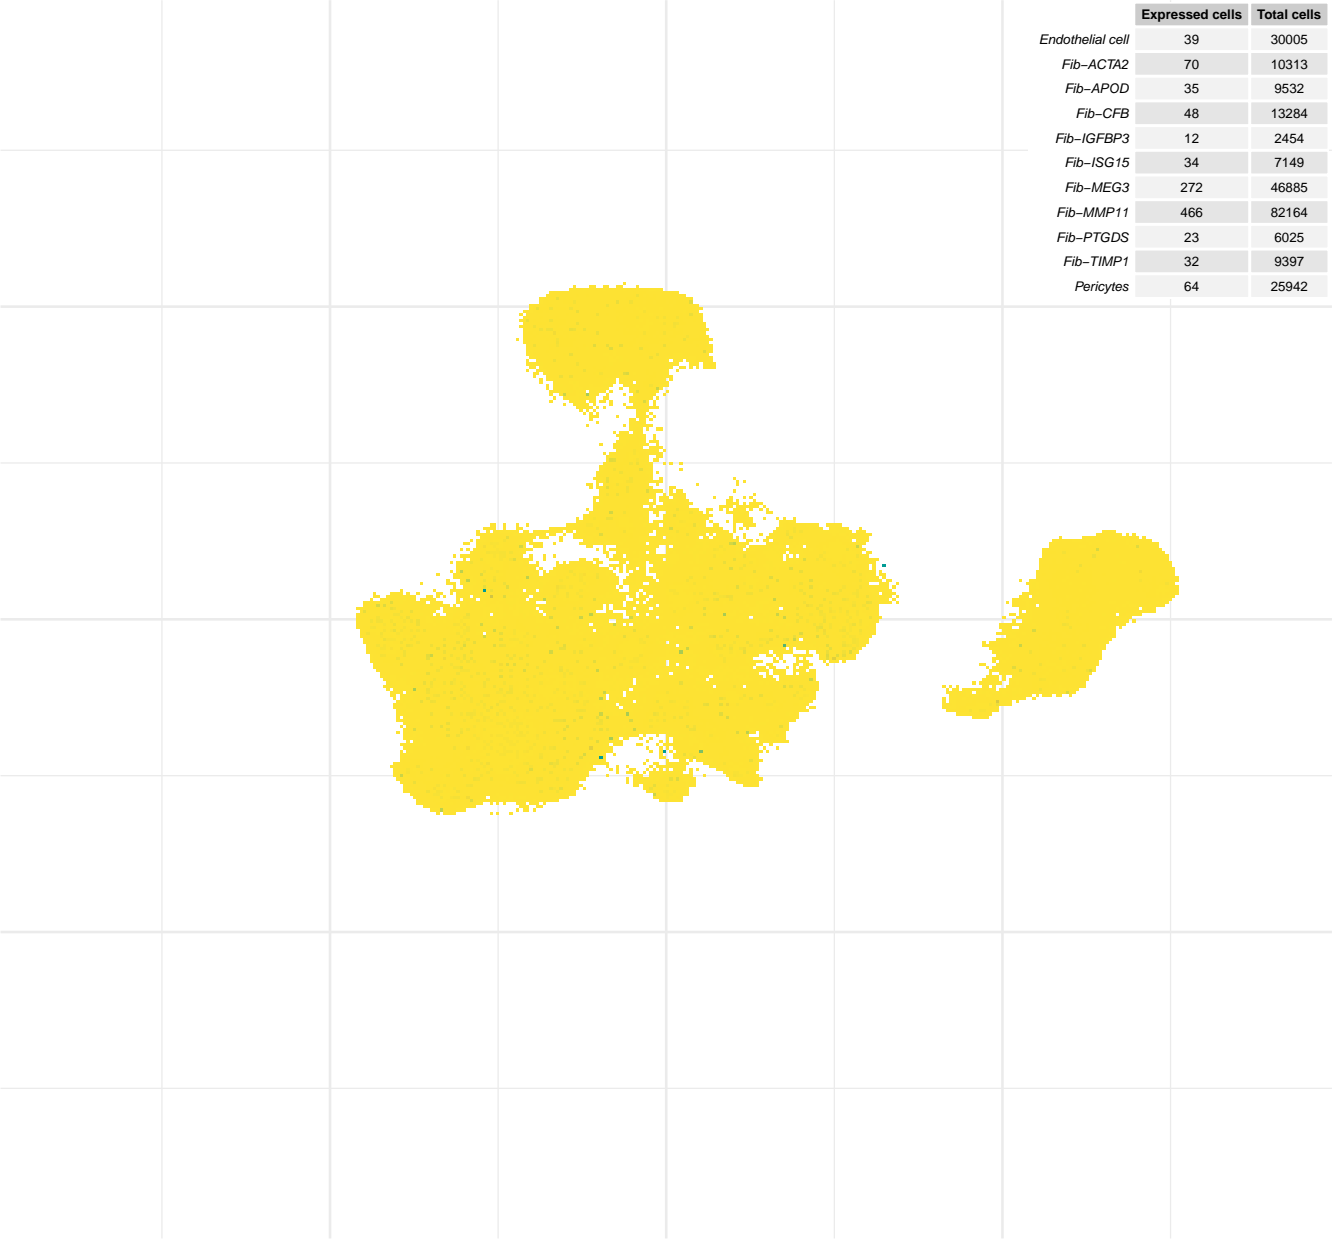 Expressed cells Total cells
Endothelial cell 39 30005
Fib−ACTA2 70 10313
Fib−APOD 35 9532
Fib−CFB 48 13284
Fib−IGFBP3 12 2454
Fib−ISG15 34 7149
Fib−MEG3 272 46885
Fib−MMP11 466 82164
Fib−PTGDS 23 6025
Fib−TIMP1 32 9397
Pericytes 64 25942